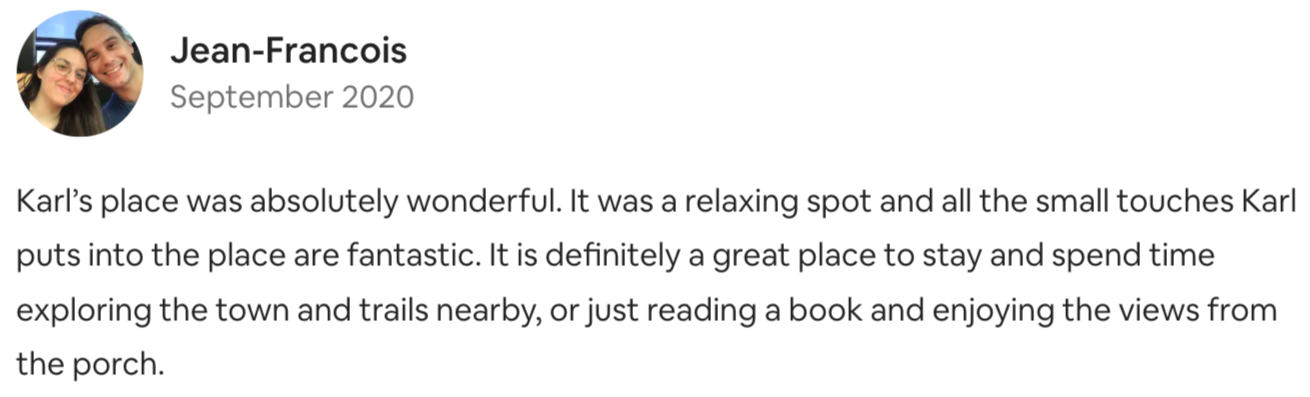 Jean-Francois
September 2020
Karl’s place was absolutely wonderful. It was a relaxing spot and all the small touches Karl
puts into the place are fantastic. It is definitely a great place to stay and spend time
exploring the town and trails nearby, or just reading a book and enjoying the views from
the porch.